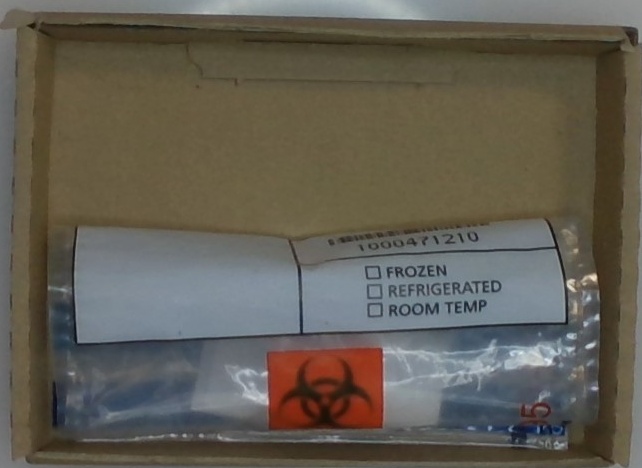 1000471210
☐ FROZEN
☐ REFRIGERATED
☐ ROOM TEMP